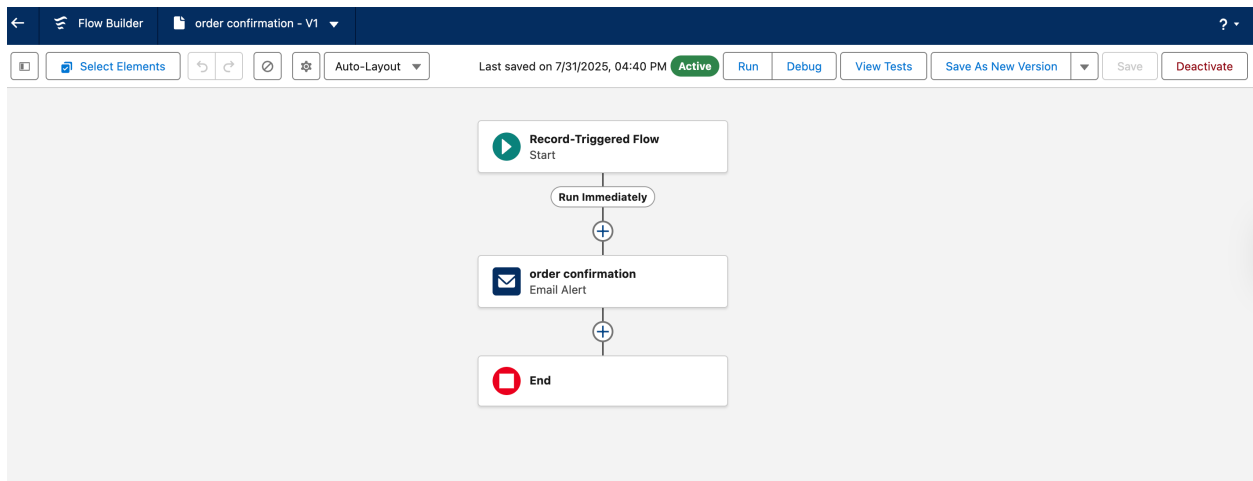 Flow Builder
order confirmation - V1
?
Select Elements
Auto-Layout
Last saved on 7/31/2025, 04:40 PM
Active
Run
Debug
View Tests
Save As New Version
Save
Deactivate
Record-Triggered Flow
Start
Run Immediately
order confirmation
Email Alert
End